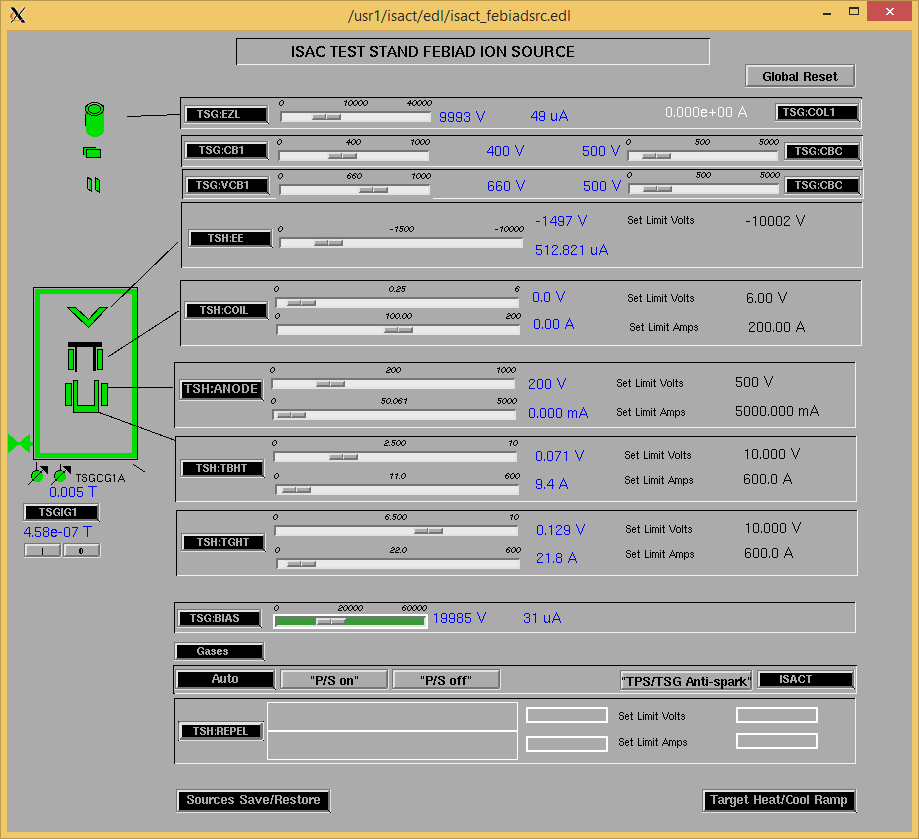 /usr1/isact/edl/isact_febiadsrc.edl
ISAC TEST STAND FEBIAD ION SOURCE
Global Reset
TSG:EZL 0 10000 40000 9993 V 49 uA 0.000e+00 A TSG:COL1
TSG:CB1 0 400 1000 400 V 500 V 0 500 5000 TSG:CBC
TSG:VCB1 0 660 1000 660 V 500 V 0 500 5000 TSG:CBC
TSH:EE 0 -1500 -10000 -1497 V Set Limit Volts -10002 V
512.821 uA
TSH:COIL 0 0.25 6 0.0 V Set Limit Volts 6.00 V
0 100.00 200 0.00 A Set Limit Amps 200.00 A
TSH:ANODE 0 200 1000 200 V Set Limit Volts 500 V
0 50.061 5000 0.000 mA Set Limit Amps 5000.000 mA
TSH:TBHT 0 2.500 10 0.071 V Set Limit Volts 10.000 V
0 11.0 600 9.4 A Set Limit Amps 600.0 A
TSGCG1A
0.005 T
TSGIG1
4.58e-07 T
I 0
TSH:TGHT 0 6.500 10 0.129 V Set Limit Volts 10.000 V
0 22.0 600 21.8 A Set Limit Amps 600.0 A
TSG:BIAS 0 20000 60000 19985 V 31 uA
Gases
Auto "P/S on" "P/S off" "TPS/TSG Anti-spark" ISACT
TSH:REPEL Set Limit Volts
Set Limit Amps
Sources Save/Restore Target Heat/Cool Ramp